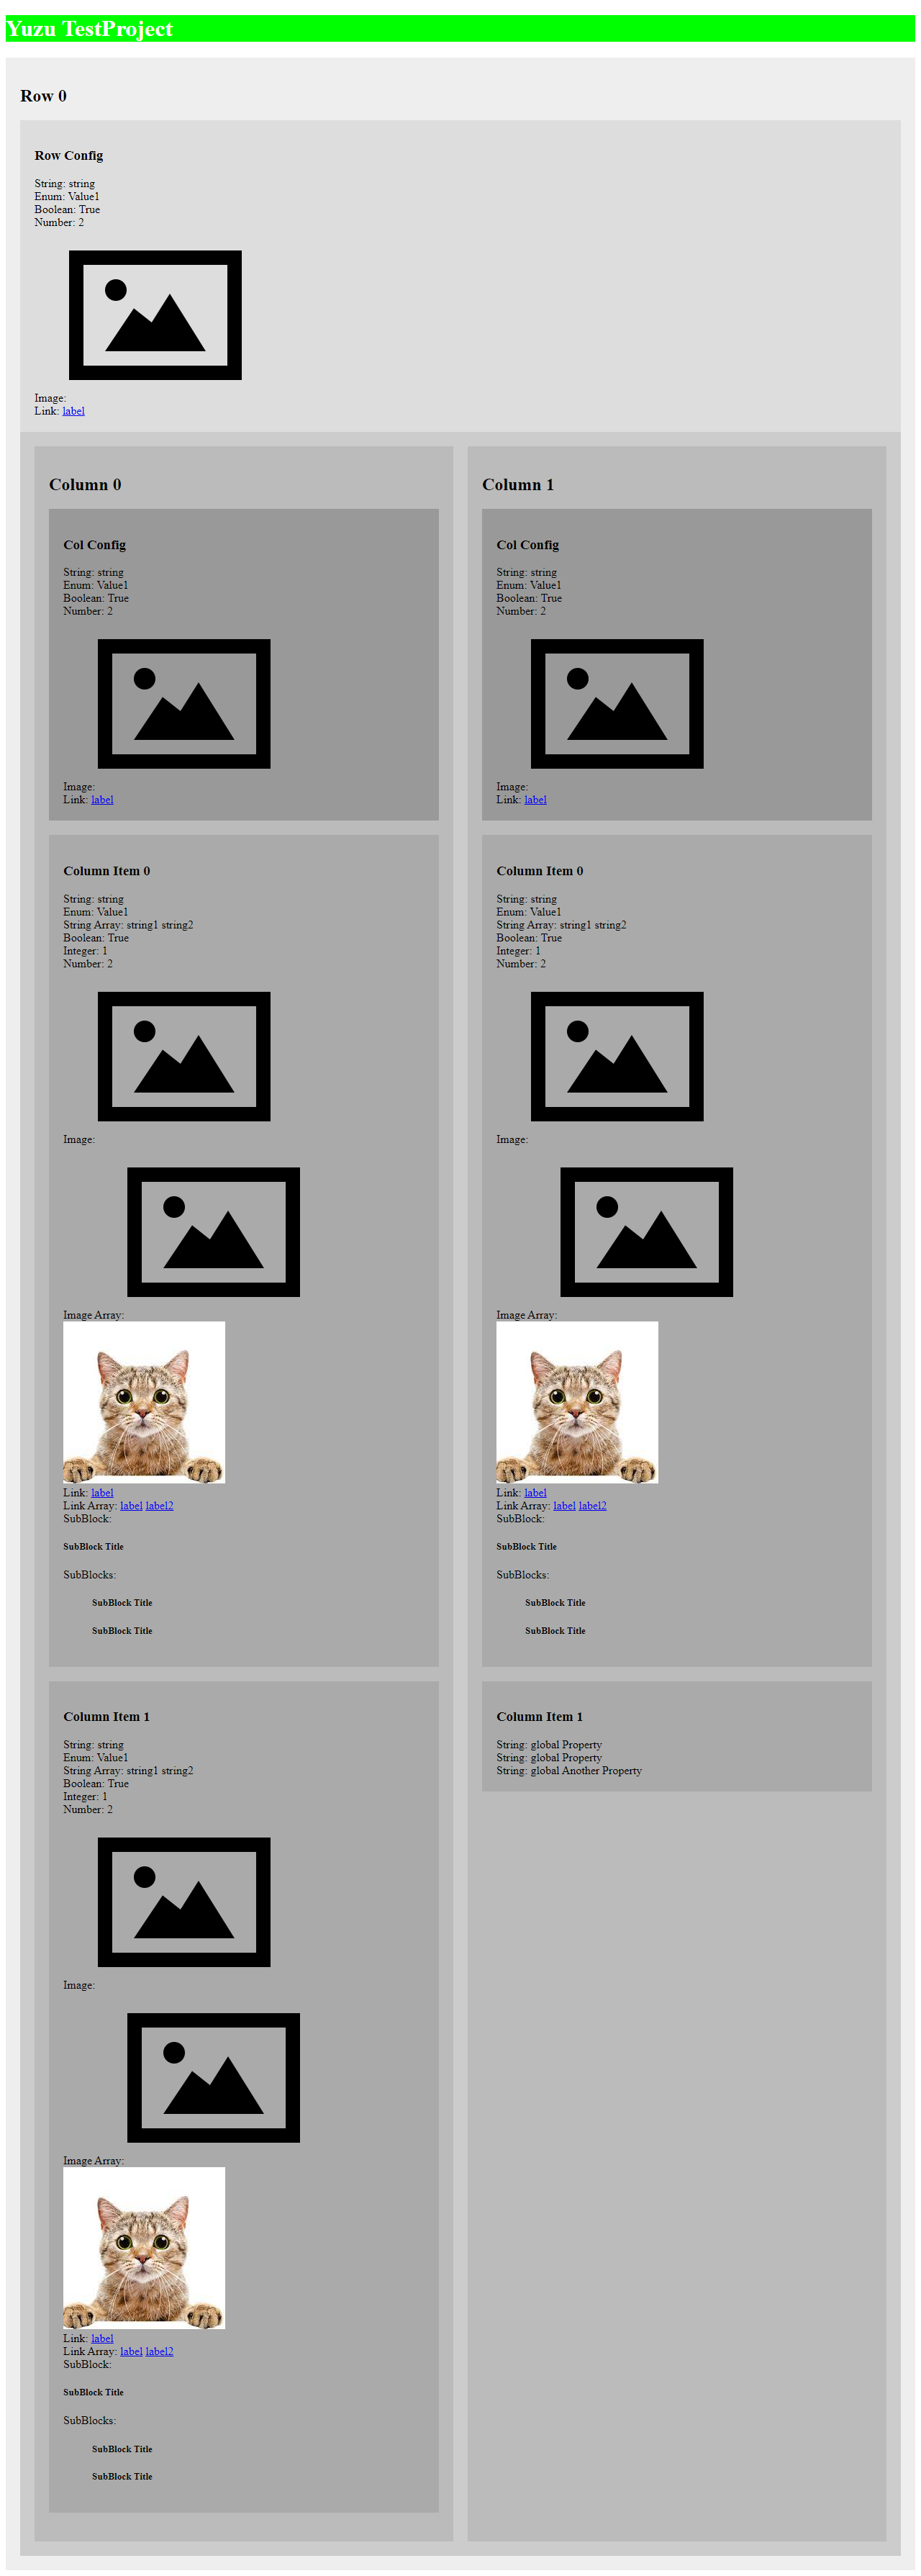 Yuzu TestProject
Row 0
Row Config
String: string
Enum: Value1
Boolean: True
Number: 2
Image:
Link: label
Column 0
Col Config
String: string
Enum: Value1
Boolean: True
Number: 2
Image:
Link: label
Column Item 0
String: string
Enum: Value1
String Array: string1 string2
Boolean: True
Integer: 1
Number: 2
Image:
Image Array:
Link: label
Link Array: label label2
SubBlock:
SubBlock Title
SubBlocks:
SubBlock Title
SubBlock Title
Column Item 1
String: string
Enum: Value1
String Array: string1 string2
Boolean: True
Integer: 1
Number: 2
Image:
Image Array:
Link: label
Link Array: label label2
SubBlock:
SubBlock Title
SubBlocks:
SubBlock Title
SubBlock Title
Column 1
Col Config
String: string
Enum: Value1
Boolean: True
Number: 2
Image:
Link: label
Column Item 0
String: string
Enum: Value1
String Array: string1 string2
Boolean: True
Integer: 1
Number: 2
Image:
Image Array:
Link: label
Link Array: label label2
SubBlock:
SubBlock Title
SubBlocks:
SubBlock Title
SubBlock Title
Column Item 1
String: global Property
String: global Property
String: global Another Property